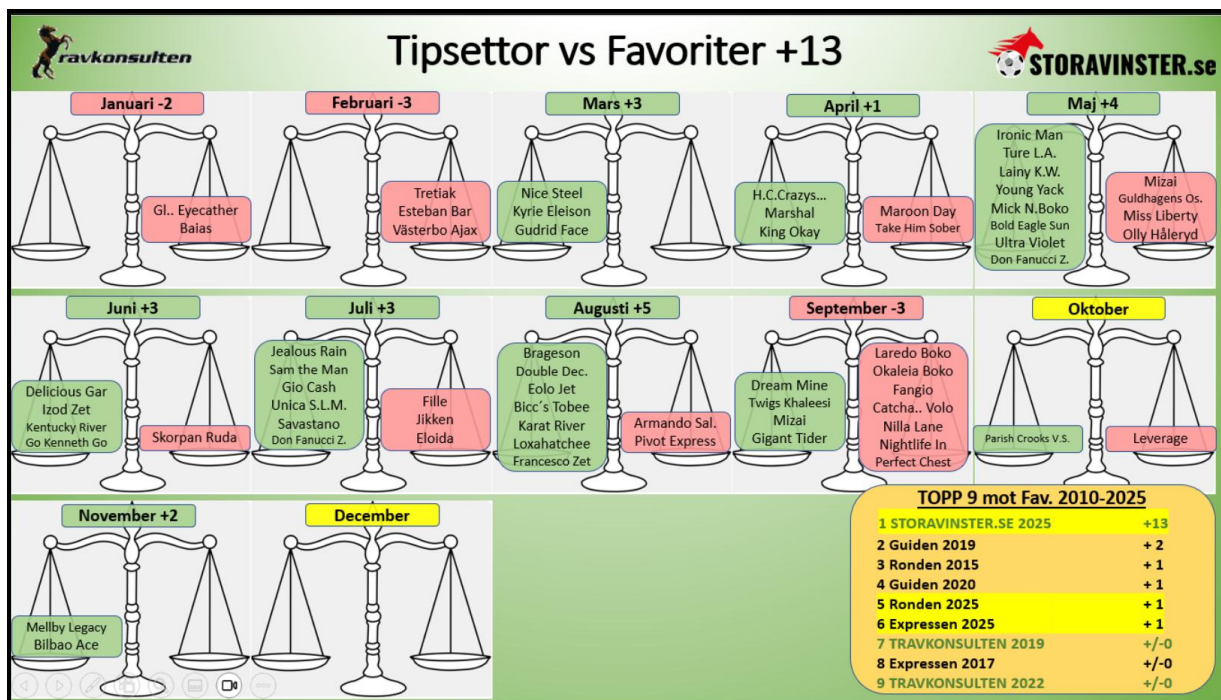 ravkonsulten
Tipsettor vs Favoriter +13
STORAVINSTER.se
Januari -2
Gl.. Eyecather
Baias
Februari -3
Tretiak
Esteban Bar
Västerbo Ajax
Mars +3
Nice Steel
Kyrie Eleison
Gudrid Face
April +1
H.C.Crazys...
Marshal
King Okay
Maroon Day
Take Him Sober
Maj +4
Ironic Man
Ture L.A.
Lainy K.W.
Young Yack
Mick N.Boko
Bold Eagle Sun
Ultra Violet
Don Fanucci Z.
Mizai
Guldhagens Os.
Miss Liberty
Olly Håleryd
Juni +3
Delicious Gar
Izod Zet
Kentucky River
Go Kenneth Go
Skorpan Ruda
Juli +3
Jealous Rain
Sam the Man
Gio Cash
Unica S.L.M.
Savastano
Don Fanucci Z.
Fille
Jikken
Eloida
Augusti +5
Brageson
Double Dec.
Eolo Jet
Bicc´s Tobee
Karat River
Loxahatchee
Francesco Zet
Armando Sal.
Pivot Express
September -3
Dream Mine
Twigs Khaleesi
Mizai
Gigant Tider
Laredo Boko
Okaleia Boko
Fangio
Catcha.. Volo
Nilla Lane
Nightlife In
Perfect Chest
Oktober
Parish Crooks V.S.
Leverage
November +2
Mellby Legacy
Bilbao Ace
December
TOPP 9 mot Fav. 2010-2025
1 STORAVINSTER.SE 2025 +13
2 Guiden 2019 + 2
3 Ronden 2015 + 1
4 Guiden 2020 + 1
5 Ronden 2025 + 1
6 Expressen 2025 + 1
7 TRAVKONSULTEN 2019 +/-0
8 Expressen 2017 +/-0
9 TRAVKONSULTEN 2022 +/-0